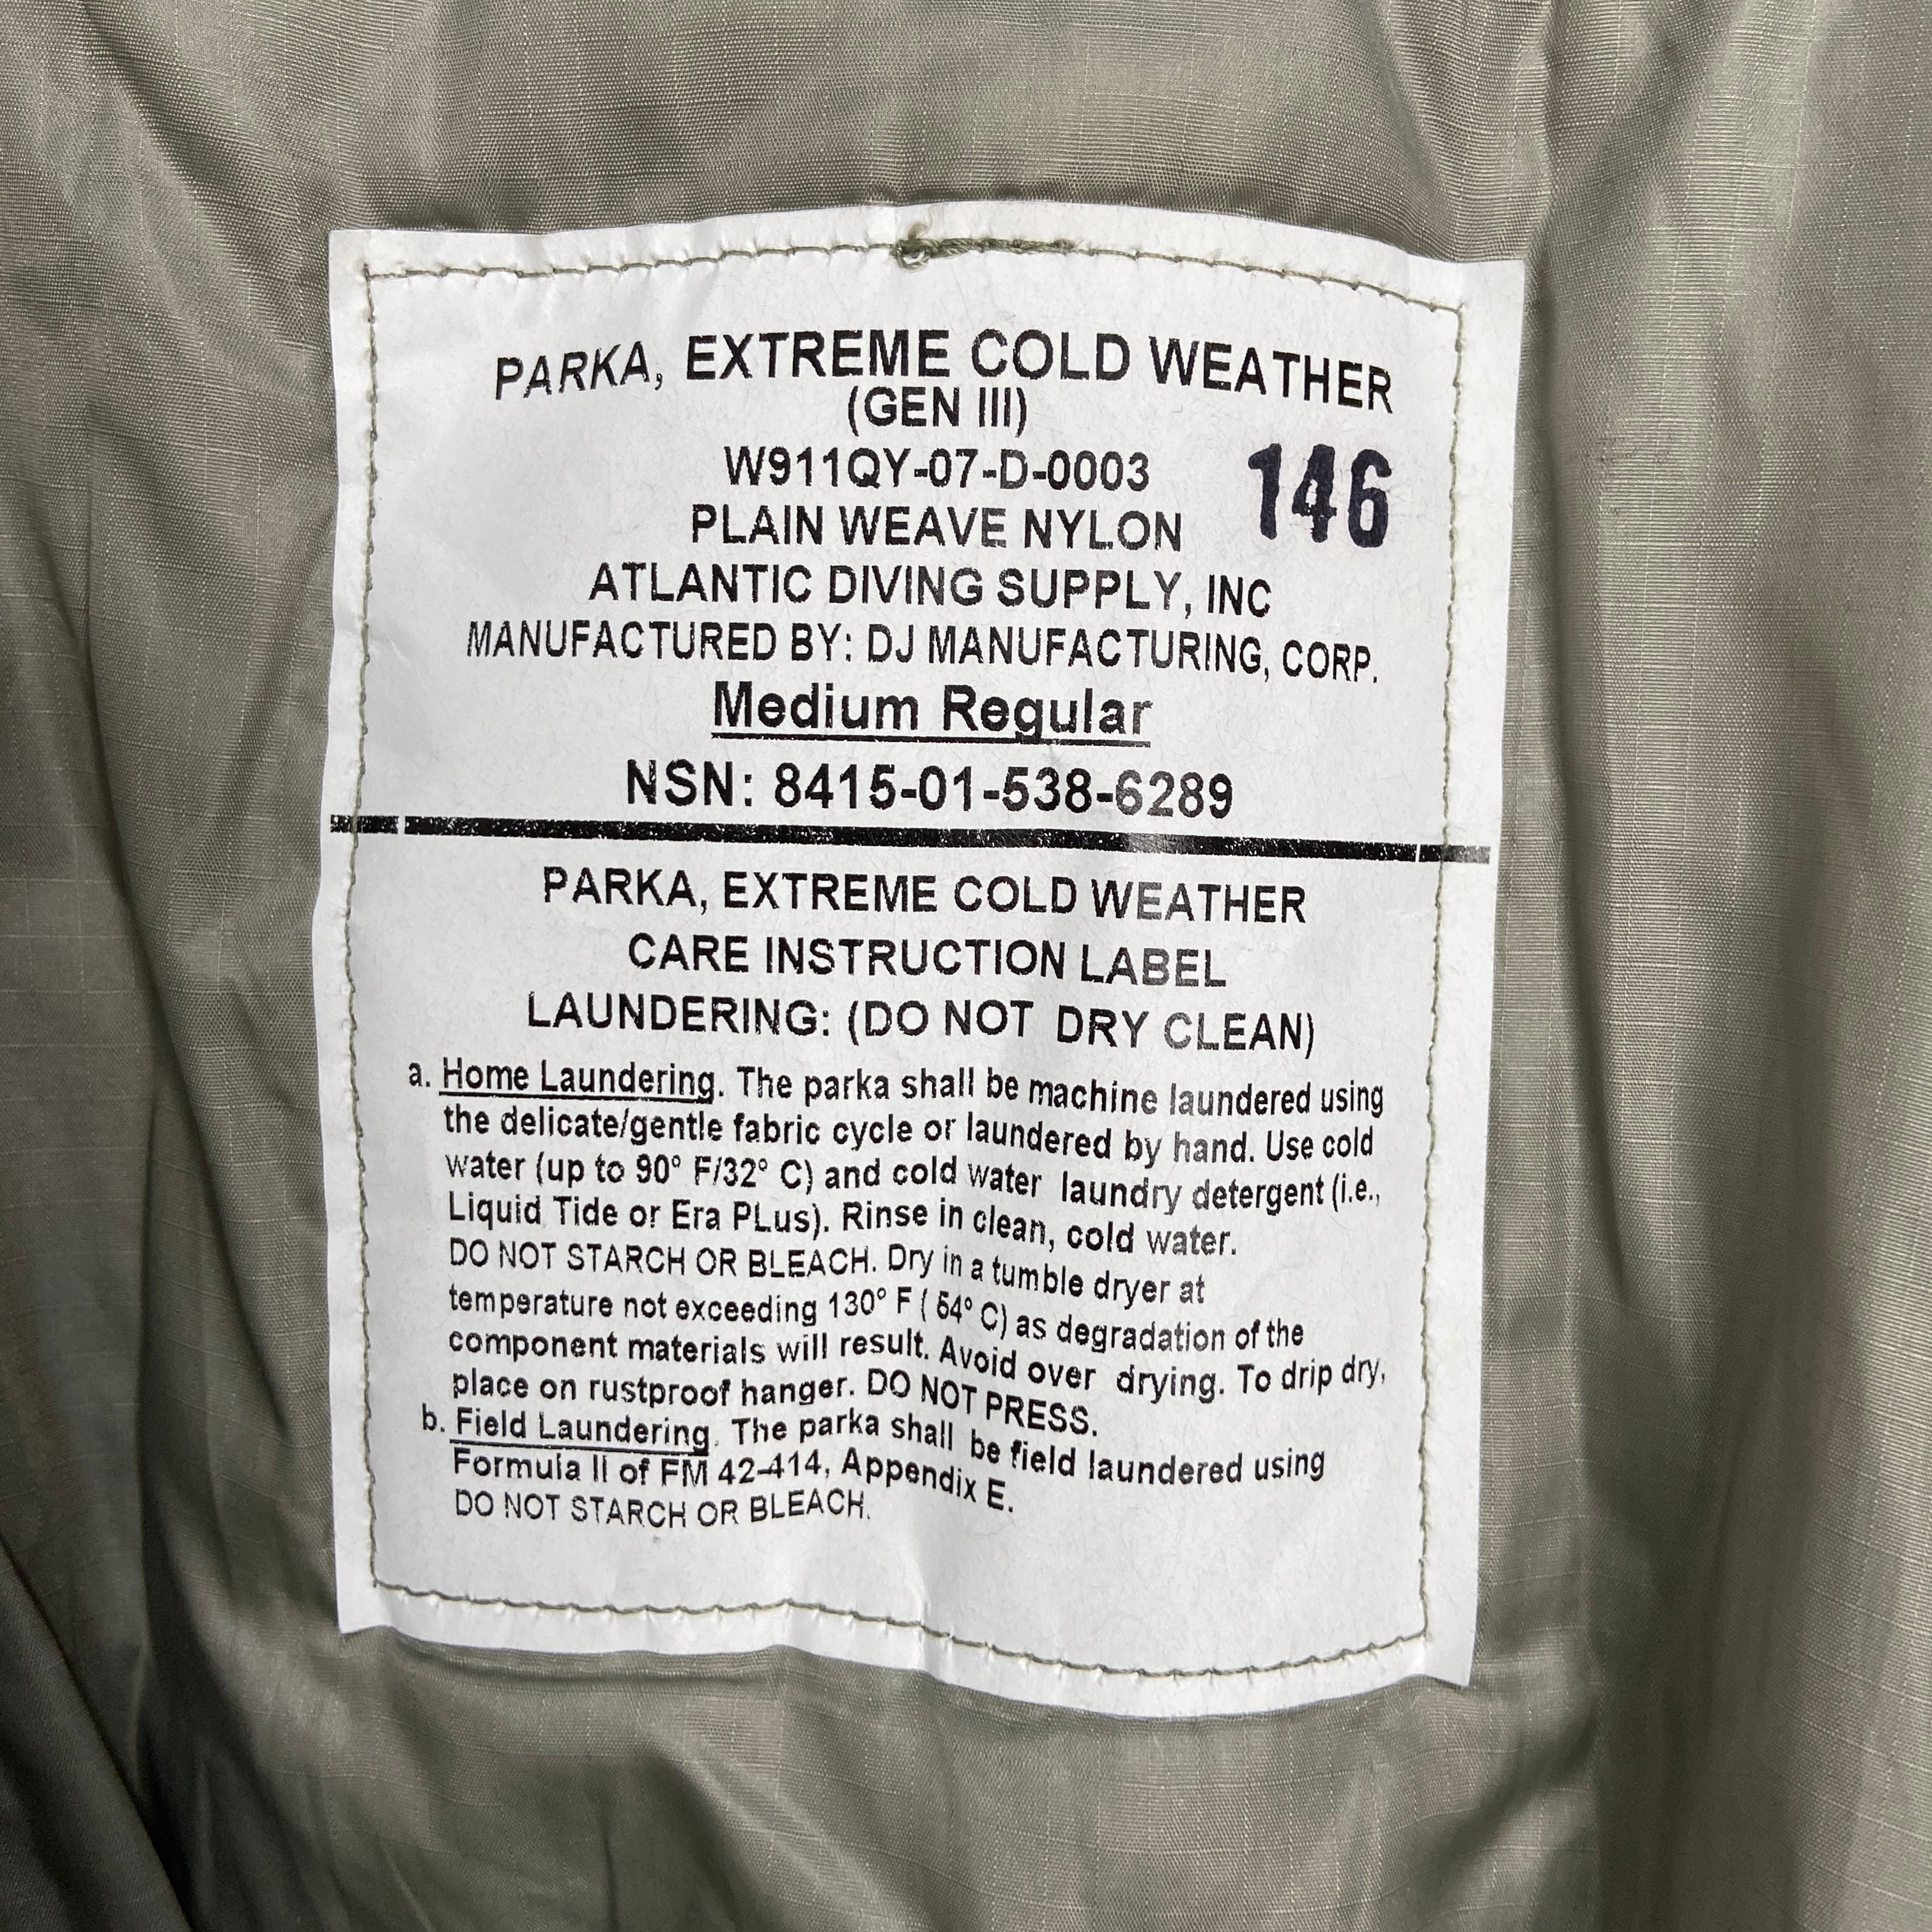 PARKA, EXTREME COLD WEATHER
(GEN III)
W911QY-07-D-0003
146
PLAIN WEAVE NYLON
ATLANTIC DIVING SUPPLY, INC
MANUFACTURED BY: DJ MANUFACTURING, CORP.
Medium Regular
NSN: 8415-01-538-6289
PARKA, EXTREME COLD WEATHER
CARE INSTRUCTION LABEL
LAUNDERING: (DO NOT DRY CLEAN)
a. Home Laundering. The parka shall be machine laundered using
the delicate/gentle fabric cycle or laundered by hand. Use cold
water (up to 90° F/32° C) and cold water laundry detergent (i.e.,
Liquid Tide or Era PLus). Rinse in clean, cold water.
DO NOT STARCH OR BLEACH. Dry in a tumble dryer at
temperature not exceeding 130° F ( 54° C) as degradation of the
component materials will result. Avoid over drying. To drip dry,
place on rustproof hanger. DO NOT PRESS.
b. Field Laundering. The parka shall be field laundered using
Formula II of FM 42-414, Appendix E.
DO NOT STARCH OR BLEACH.